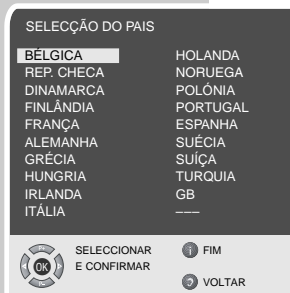 SELECÇÃO DO PAIS
BÉLGICA
REP. CHECA
DINAMARCA
FINLÂNDIA
FRANÇA
ALEMANHA
GRÉCIA
HUNGRIA
IRLANDA
ITÁLIA
HOLANDA
NORUEGA
POLÓNIA
PORTUGAL
ESPANHA
SUÉCIA
SUÍÇA
TURQUIA
GB
---
OK
SELECCIONAR
E CONFIRMAR
i FIM
VOLTAR